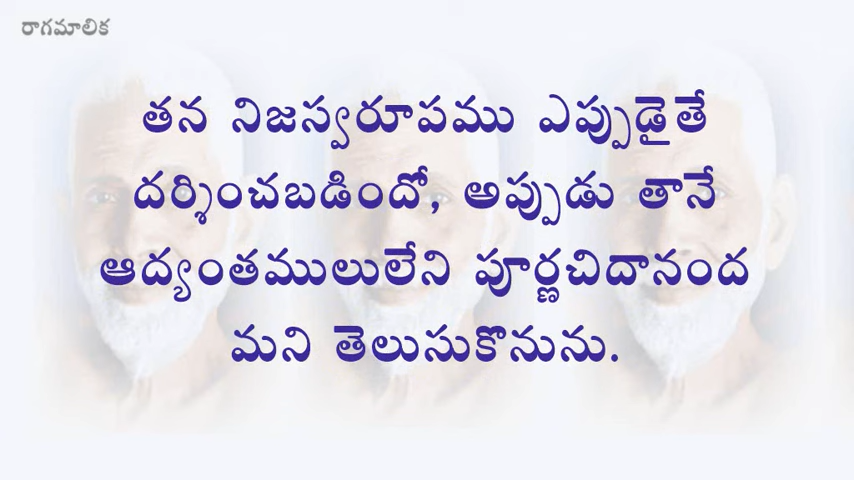 రాగమాలిక
తన నిజస్వరూపము ఎప్పుడైతే
దర్శించబడిందో, అప్పుడు తానే
ఆద్యంతములులేని పూర్ణచిదానంద
మని తెలుసుకొనును.